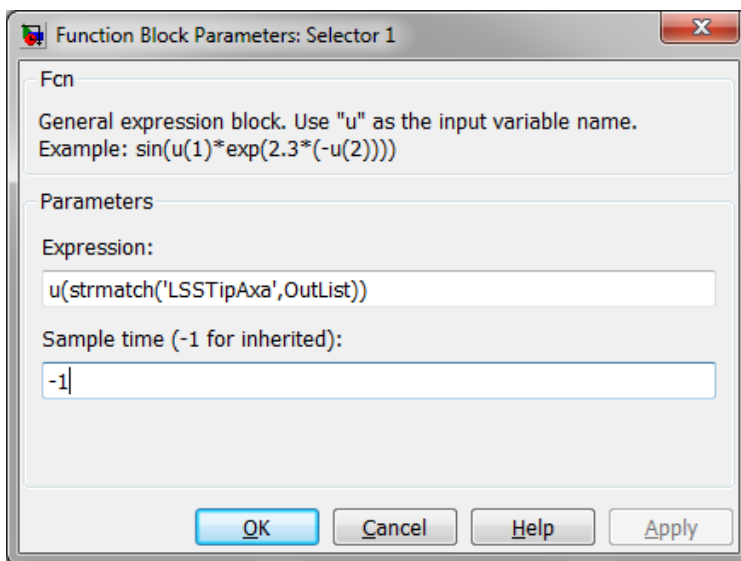 Function Block Parameters: Selector 1
Fcn
General expression block. Use "u" as the input variable name.
Example: sin(u(1)*exp(2.3*(-u(2))))
Parameters
Expression:
u(strmatch('LSSTipAxa',OutList))
Sample time (-1 for inherited):
-1
OK Cancel Help Apply